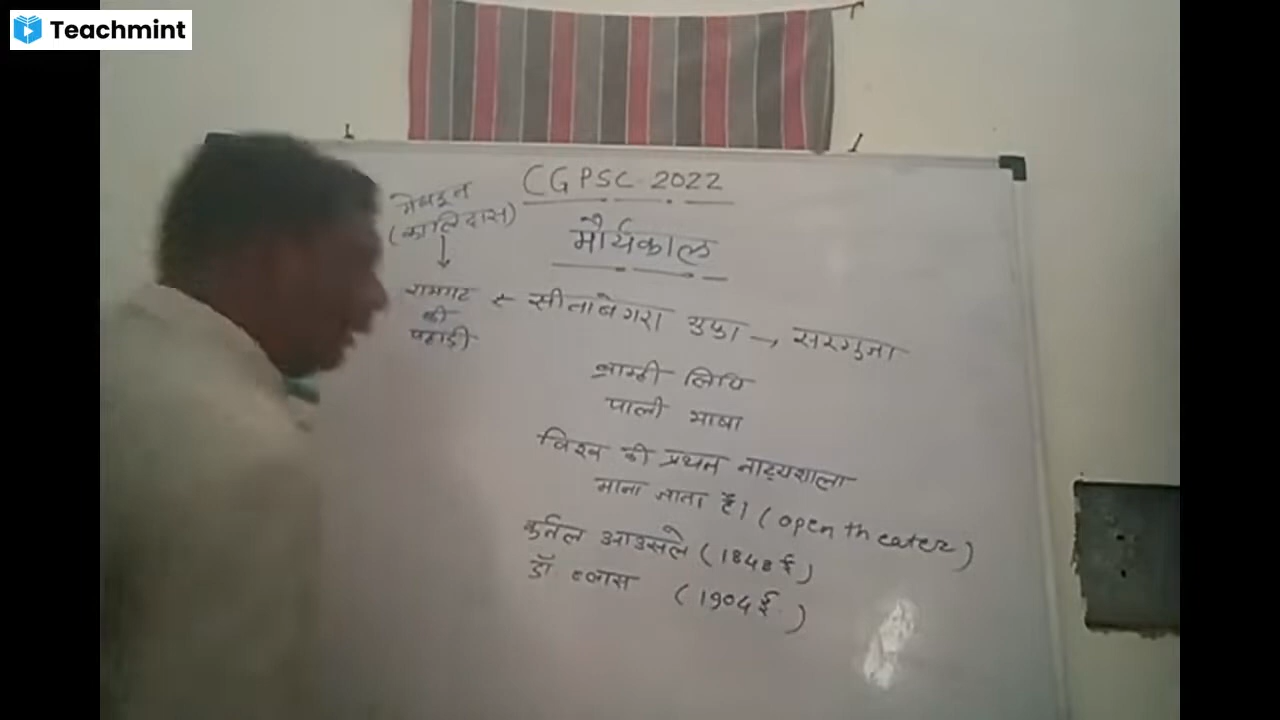 Teachmint
CGPSC-2022
मौर्यकाल
मेघदूत
(कालिदास)
↓
रामगढ
की
पहाड़ी
← सीताबेंगरा गुफा → सरगुजा
ब्राम्ही लिपि
पाली भाषा
विश्व की प्रथम नाट्यशाला
माना जाता है। (open theater)
कर्नल आउसले (1848 ई)
डॉ ब्लास (1904 ई.)